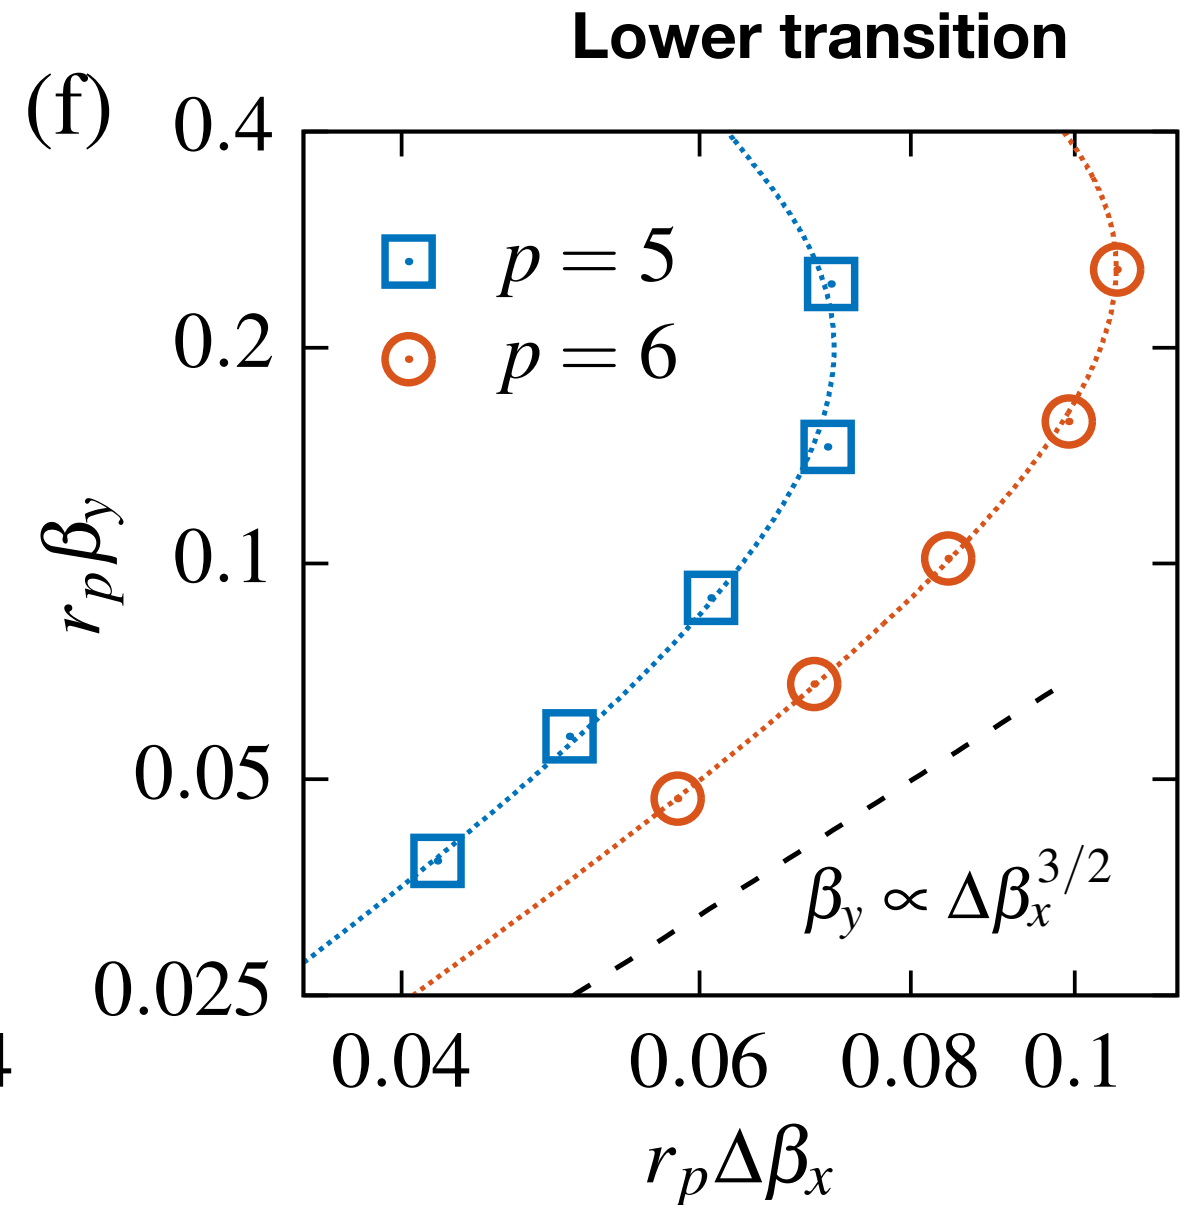 Lower transition
(f)
0.4
0.2
0.1
0.05
0.025
r_p β_y
p = 5
p = 6
β_y ∝ Δβ_x^{3/2}
4
0.04 0.06 0.08 0.1
r_p Δβ_x